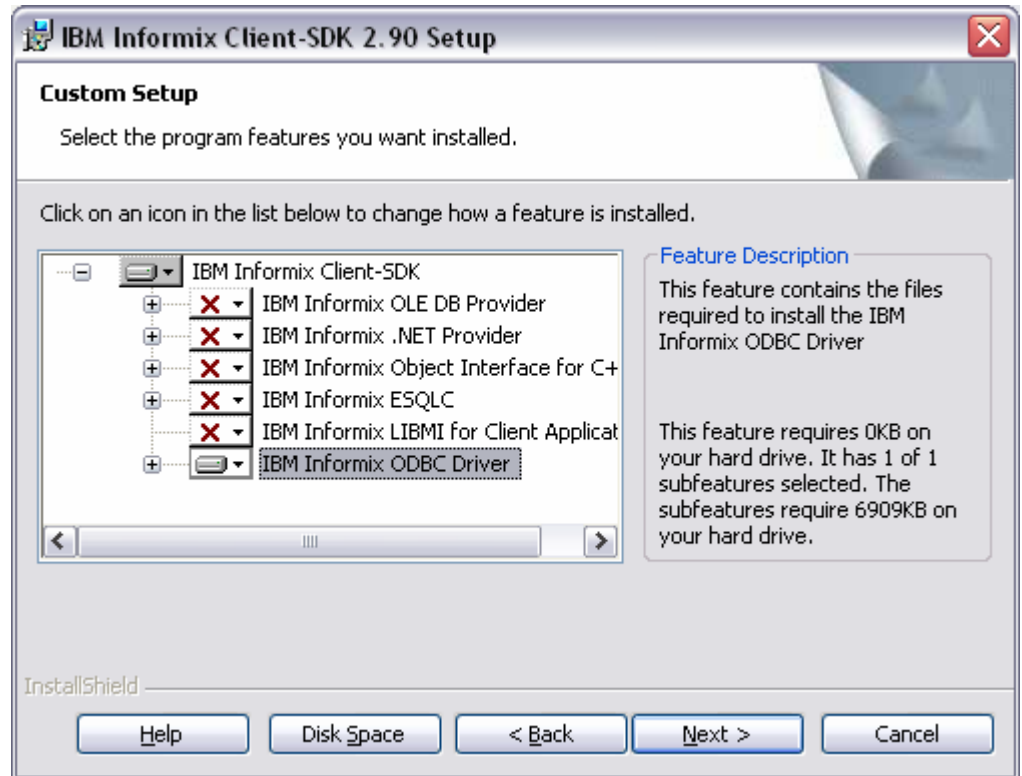 IBM Informix Client-SDK 2.90 Setup
Custom Setup
Select the program features you want installed.
Click on an icon in the list below to change how a feature is installed.
IBM Informix Client-SDK
IBM Informix OLE DB Provider
IBM Informix .NET Provider
IBM Informix Object Interface for C+
IBM Informix ESQLC
IBM Informix LIBMI for Client Applicat
IBM Informix ODBC Driver
Feature Description
This feature contains the files
required to install the IBM
Informix ODBC Driver
This feature requires 0KB on
your hard drive. It has 1 of 1
subfeatures selected. The
subfeatures require 6909KB on
your hard drive.
InstallShield
Help
Disk Space
< Back
Next >
Cancel